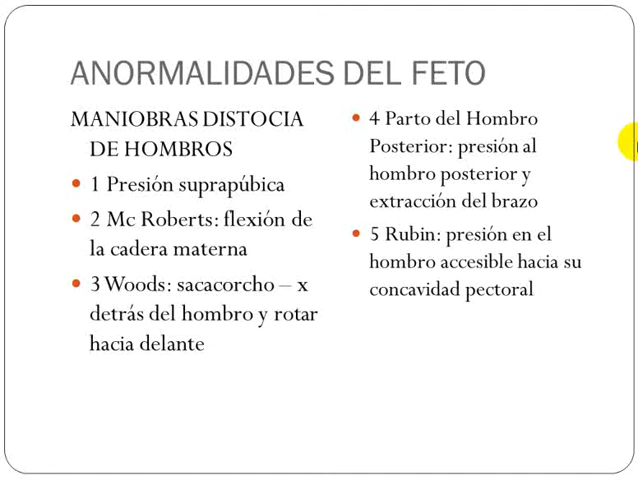 ANORMALIDADES DEL FETO
MANIOBRAS DISTOCIA
DE HOMBROS
• 1 Presión suprapúbica
• 2 Mc Roberts: flexión de
la cadera materna
• 3 Woods: sacacorcho – x
detrás del hombro y rotar
hacia delante
• 4 Parto del Hombro
Posterior: presión al
hombro posterior y
extracción del brazo
• 5 Rubin: presión en el
hombro accesible hacia su
concavidad pectoral